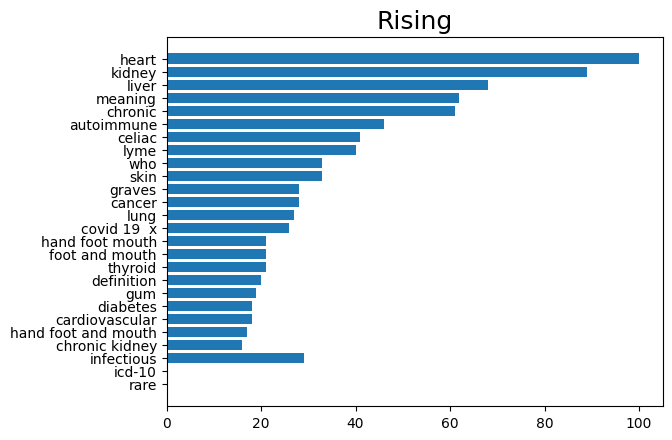 Rising
heart
kidney
liver
meaning
chronic
autoimmune
celiac
lyme
who
skin
graves
cancer
lung
covid 19  x
hand foot mouth
foot and mouth
thyroid
definition
gum
diabetes
cardiovascular
hand foot and mouth
chronic kidney
infectious
icd-10
rare
0 20 40 60 80 100